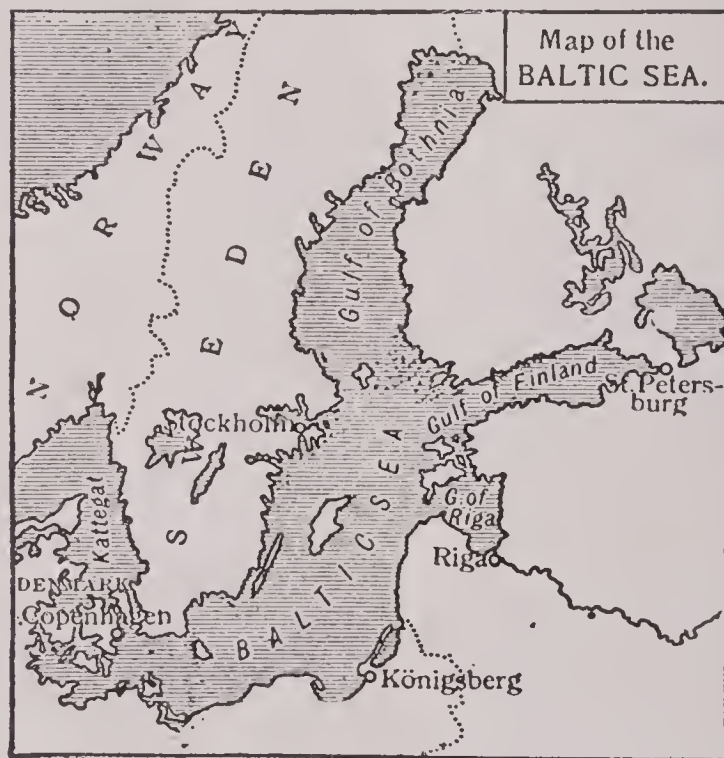 Map of the
BALTIC SEA.
NORWAY
SWEDEN
Gulf of Bothnia
Gulf of Finland
St. Peters-
burg
Stockholm
BALTIC SEA
G. of
Riga
Riga
Kattegat
DENMARK
Copenhagen
Königsberg